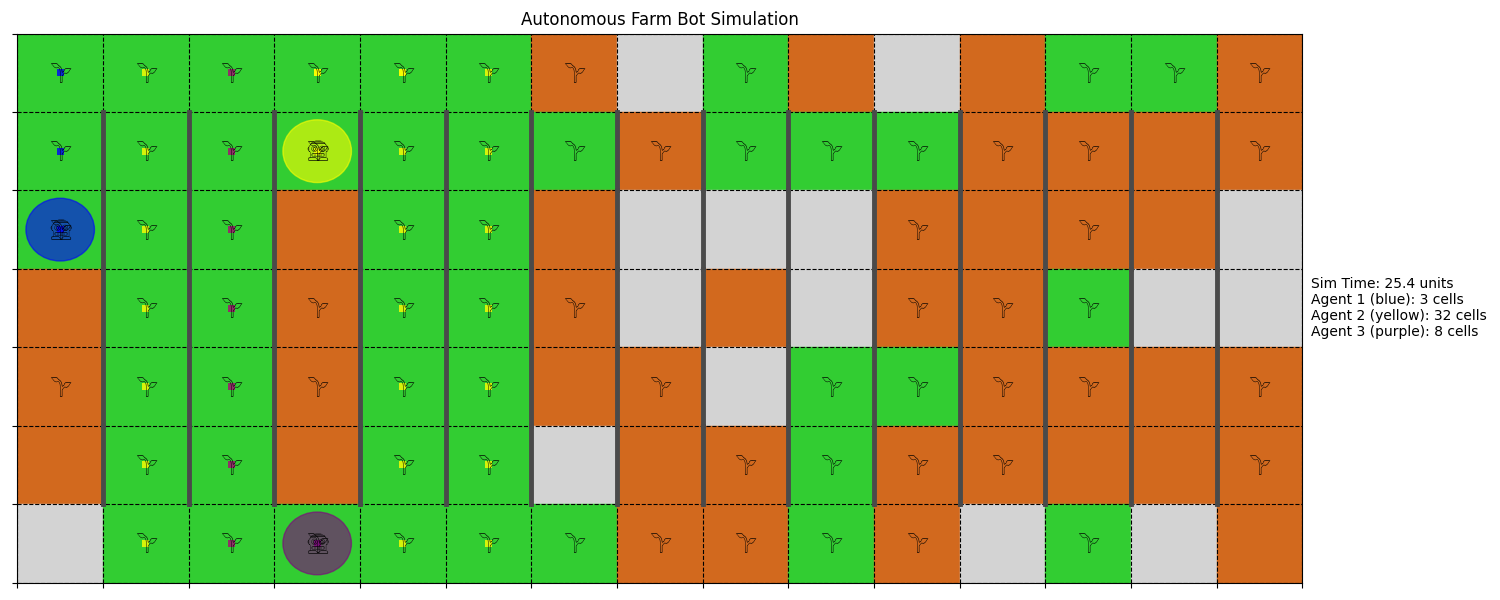 Autonomous Farm Bot Simulation
Sim Time: 25.4 units
Agent 1 (blue): 3 cells
Agent 2 (yellow): 32 cells
Agent 3 (purple): 8 cells